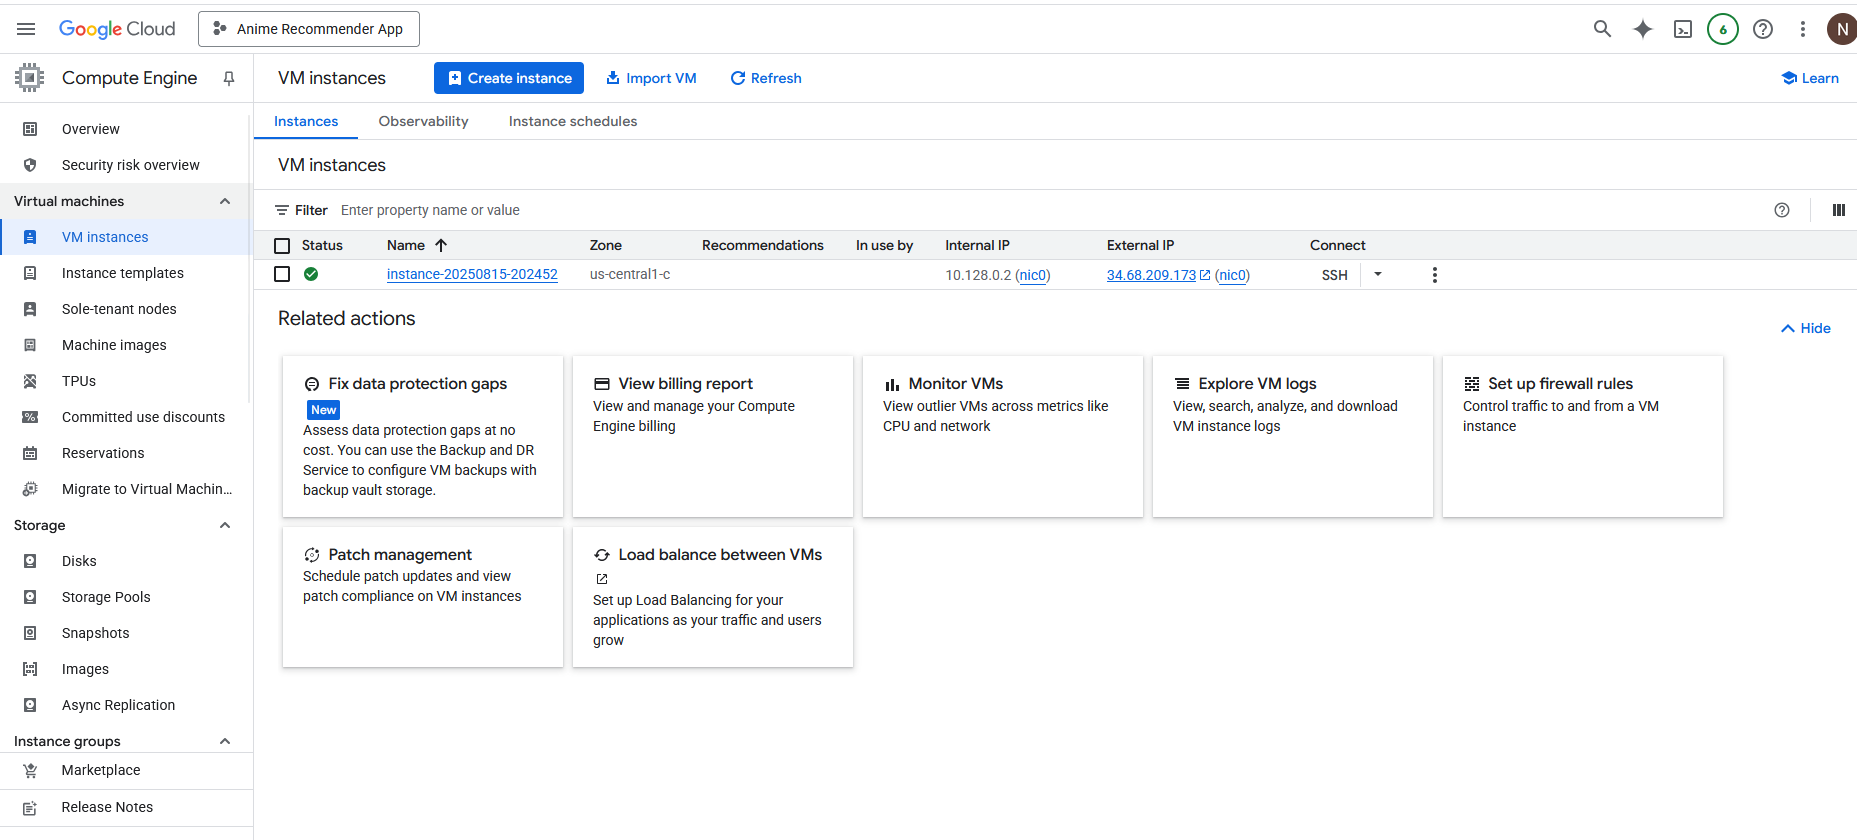 Google Cloud
Anime Recommender App
6
N
Compute Engine
VM instances
Create instance
Import VM
Refresh
Learn
Overview
Security risk overview
Virtual machines
VM instances
Instance templates
Sole-tenant nodes
Machine images
TPUs
Committed use discounts
Reservations
Migrate to Virtual Machin...
Storage
Disks
Storage Pools
Snapshots
Images
Async Replication
Instance groups
Marketplace
Release Notes
Instances
Observability
Instance schedules
VM instances
Filter Enter property name or value
Status Name Zone Recommendations In use by Internal IP External IP Connect
instance-20250815-202452 us-central1-c 10.128.0.2 (nic0) 34.68.209.173 (nic0) SSH
Related actions
Hide
Fix data protection gaps
New
Assess data protection gaps at no
cost. You can use the Backup and DR
Service to configure VM backups with
backup vault storage.
View billing report
View and manage your Compute
Engine billing
Monitor VMs
View outlier VMs across metrics like
CPU and network
Explore VM logs
View, search, analyze, and download
VM instance logs
Set up firewall rules
Control traffic to and from a VM
instance
Patch management
Schedule patch updates and view
patch compliance on VM instances
Load balance between VMs
Set up Load Balancing for your
applications as your traffic and users
grow